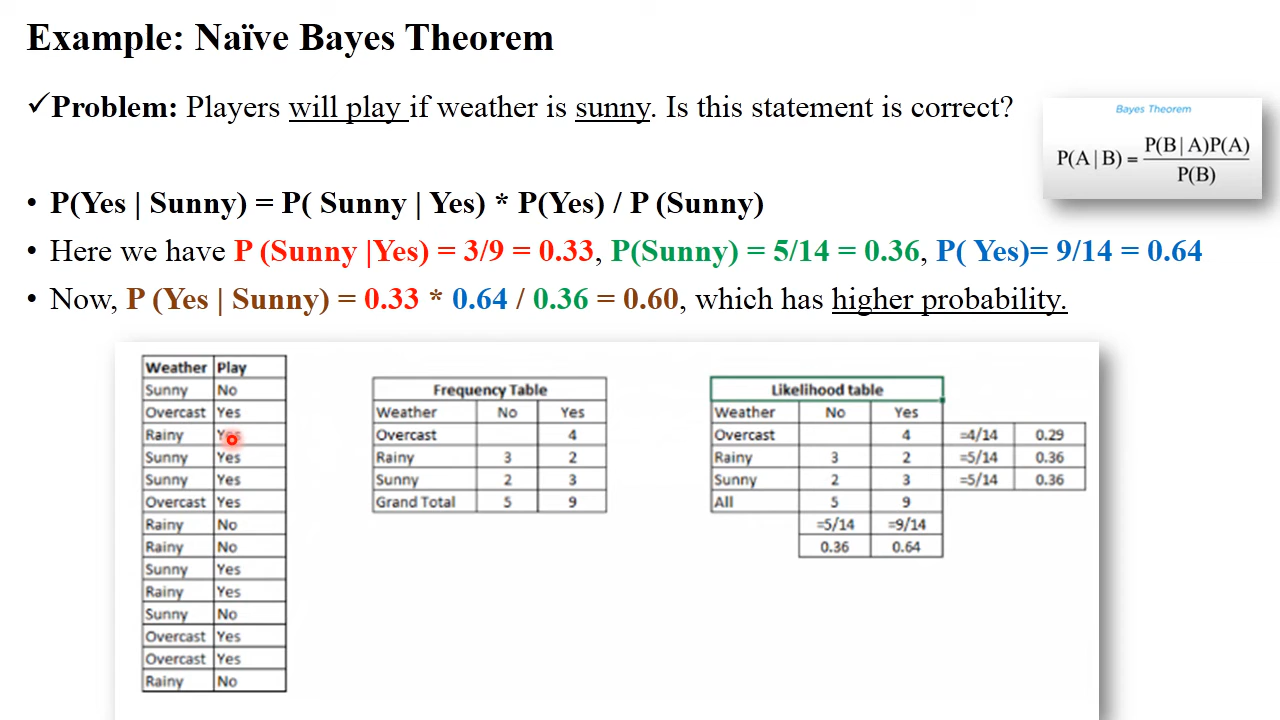 Example: Naïve Bayes Theorem
✓Problem: Players will play if weather is sunny. Is this statement is correct?
Bayes Theorem
P(A | B) = P(B | A)P(A) / P(B)
• P(Yes | Sunny) = P( Sunny | Yes) * P(Yes) / P (Sunny)
• Here we have P (Sunny |Yes) = 3/9 = 0.33, P(Sunny) = 5/14 = 0.36, P( Yes)= 9/14 = 0.64
• Now, P (Yes | Sunny) = 0.33 * 0.64 / 0.36 = 0.60, which has higher probability.
Weather Play
Sunny No
Overcast Yes
Rainy Yes
Sunny Yes
Sunny Yes
Overcast Yes
Rainy No
Rainy No
Sunny Yes
Rainy Yes
Sunny No
Overcast Yes
Overcast Yes
Rainy No
Frequency Table
Weather No Yes
Overcast 4
Rainy 3 2
Sunny 2 3
Grand Total 5 9
Likelihood table
Weather No Yes
Overcast 4 =4/14 0.29
Rainy 3 2 =5/14 0.36
Sunny 2 3 =5/14 0.36
All 5 9
=5/14 =9/14
0.36 0.64